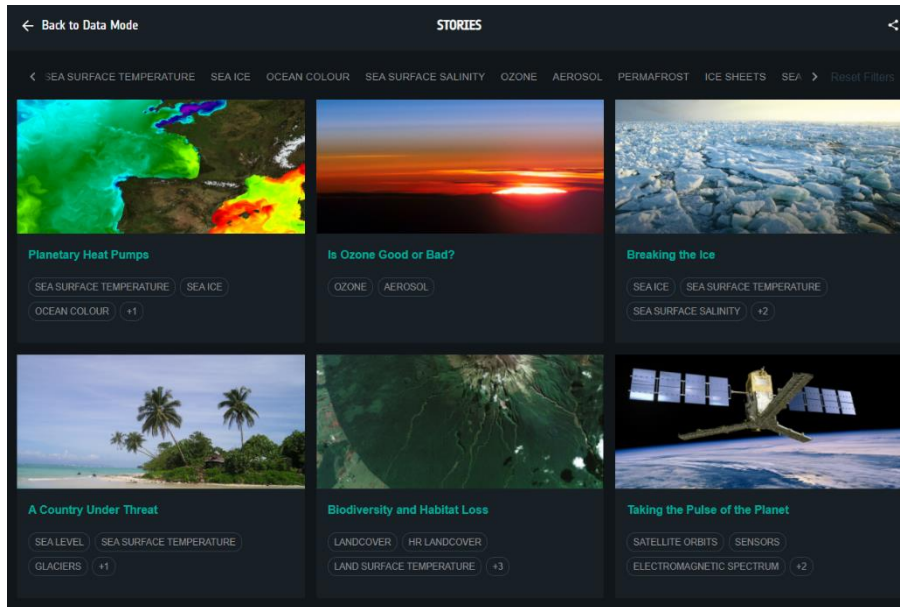 ← Back to Data Mode
STORIES
SEA SURFACE TEMPERATURE SEA ICE OCEAN COLOUR SEA SURFACE SALINITY OZONE AEROSOL PERMAFROST ICE SHEETS SEA Reset Filters
Planetary Heat Pumps
SEA SURFACE TEMPERATURE SEA ICE
OCEAN COLOUR +1
Is Ozone Good or Bad?
OZONE AEROSOL
Breaking the Ice
SEA ICE SEA SURFACE TEMPERATURE
SEA SURFACE SALINITY +2
A Country Under Threat
SEA LEVEL SEA SURFACE TEMPERATURE
GLACIERS +1
Biodiversity and Habitat Loss
LANDCOVER HR LANDCOVER
LAND SURFACE TEMPERATURE +3
Taking the Pulse of the Planet
SATELLITE ORBITS SENSORS
ELECTROMAGNETIC SPECTRUM +2